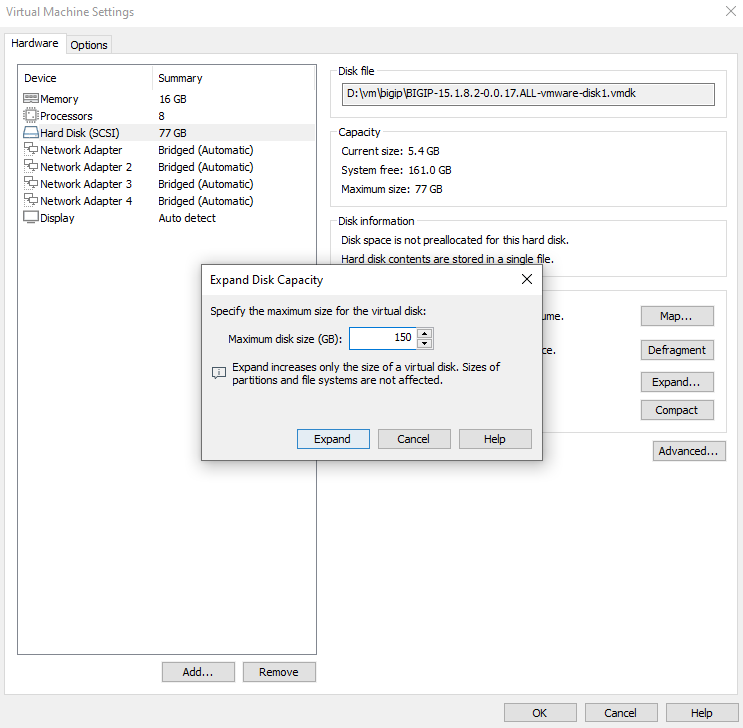 Virtual Machine Settings
Hardware
Options
Device Summary
Memory 16 GB
Processors 8
Hard Disk (SCSI) 77 GB
Network Adapter Bridged (Automatic)
Network Adapter 2 Bridged (Automatic)
Network Adapter 3 Bridged (Automatic)
Network Adapter 4 Bridged (Automatic)
Display Auto detect
Add...
Remove
Disk file
D:\vm\bigip\BIGIP-15.1.8.2-0.0.17.ALL-vmware-disk1.vmdk
Capacity
Current size: 5.4 GB
System free: 161.0 GB
Maximum size: 77 GB
Disk information
Disk space is not preallocated for this hard disk.
Hard disk contents are stored in a single file.
Expand Disk Capacity
Specify the maximum size for the virtual disk:
Maximum disk size (GB): 150
Expand increases only the size of a virtual disk. Sizes of
partitions and file systems are not affected.
Expand
Cancel
Help
ume.
Map...
ce.
Defragment
Expand...
Compact
Advanced...
OK
Cancel
Help